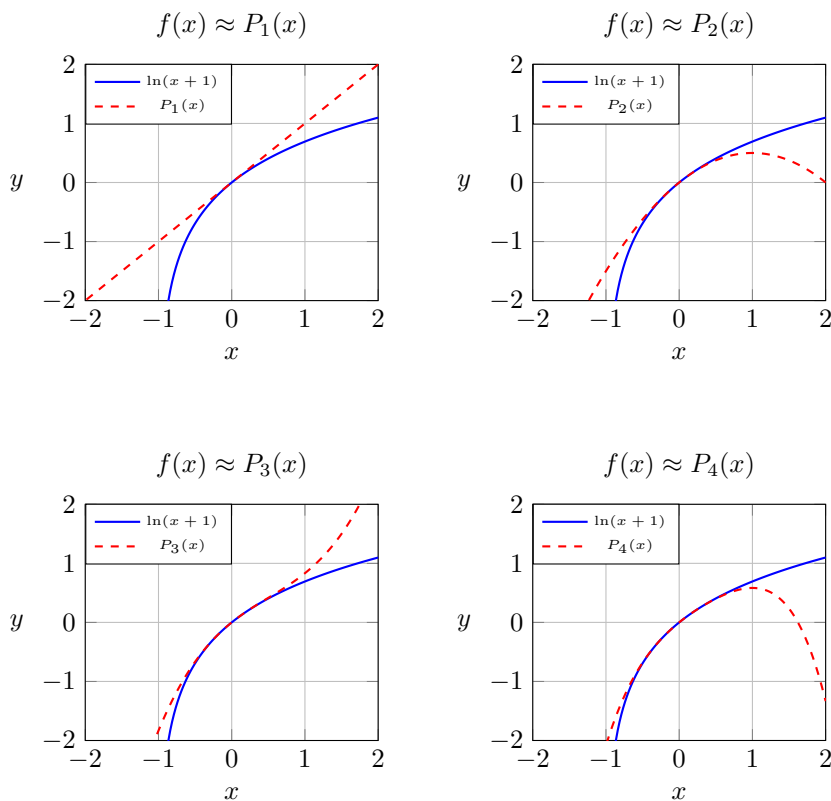 f(x) ≈ P₁(x)
f(x) ≈ P₂(x)
2
1
0
−1
−2
y
ln(x + 1)
P₁(x)
−2 −1 0 1 2
x
2
1
0
−1
−2
y
ln(x + 1)
P₂(x)
−2 −1 0 1 2
x
f(x) ≈ P₃(x)
f(x) ≈ P₄(x)
2
1
0
−1
−2
y
ln(x + 1)
P₃(x)
−2 −1 0 1 2
x
2
1
0
−1
−2
y
ln(x + 1)
P₄(x)
−2 −1 0 1 2
x